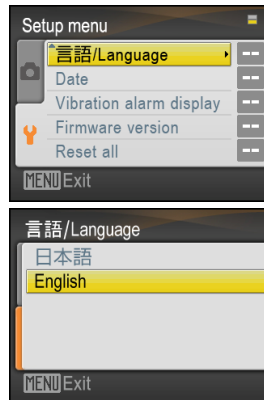 Setup menu
言語/Language
Date
Vibration alarm display
Firmware version
Reset all
MENU Exit
言語/Language
日本語
English
MENU Exit